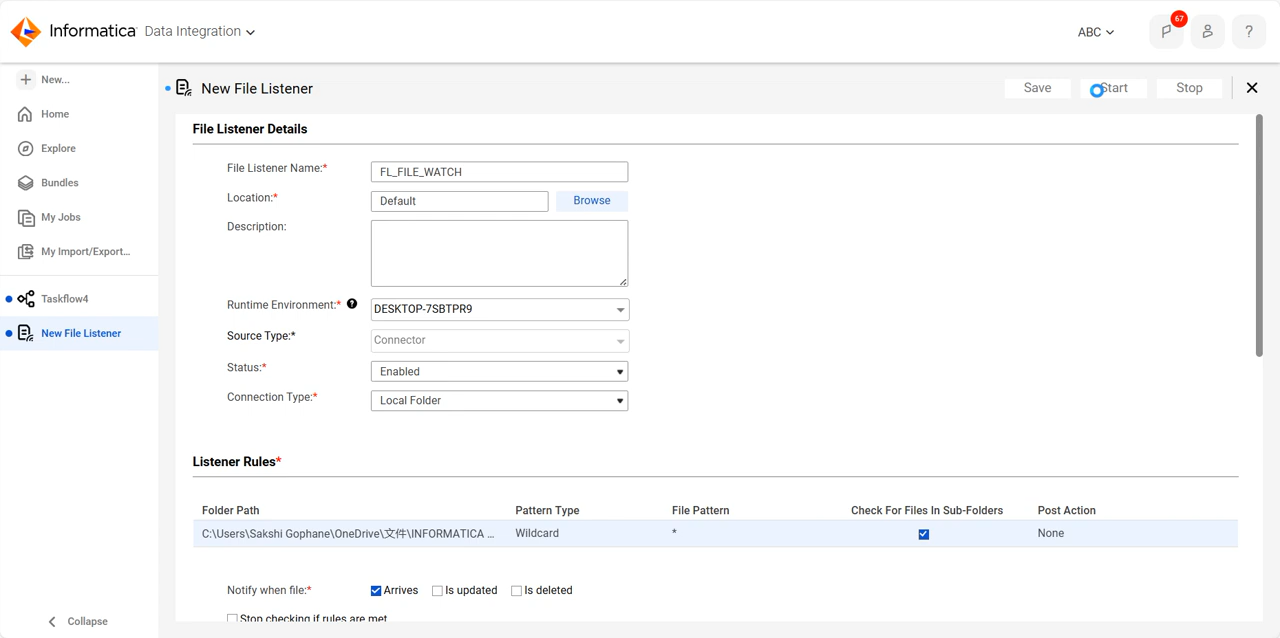 Informatica Data Integration
ABC
67
?
New...
Home
Explore
Bundles
My Jobs
My Import/Export...
Taskflow4
New File Listener
Collapse
New File Listener
Save
Start
Stop
File Listener Details
File Listener Name:* FL_FILE_WATCH
Location:* Default Browse
Description:
Runtime Environment:* ? DESKTOP-7SBTPR9
Source Type:* Connector
Status:* Enabled
Connection Type:* Local Folder
Listener Rules*
Folder Path Pattern Type File Pattern Check For Files In Sub-Folders Post Action
C:\Users\Sakshi Gophane\OneDrive\文件\INFORMATICA ... Wildcard * None
Notify when file:* Arrives Is updated Is deleted
Stop checking if rules are met